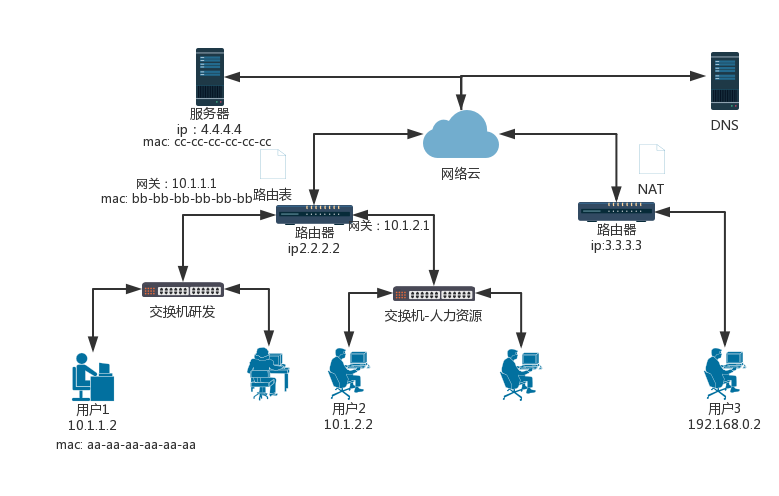 服务器
ip：4.4.4.4
mac: cc-cc-cc-cc-cc-cc
DNS
网络云
网关：10.1.1.1
mac: bb-bb-bb-bb-bb-bb
路由表
NAT
路由器
ip2.2.2.2
网关：10.1.2.1
路由器
ip:3.3.3.3
交换机研发
交换机-人力资源
用户1
10.1.1.2
mac: aa-aa-aa-aa-aa-aa
用户2
10.1.2.2
用户3
192.168.0.2